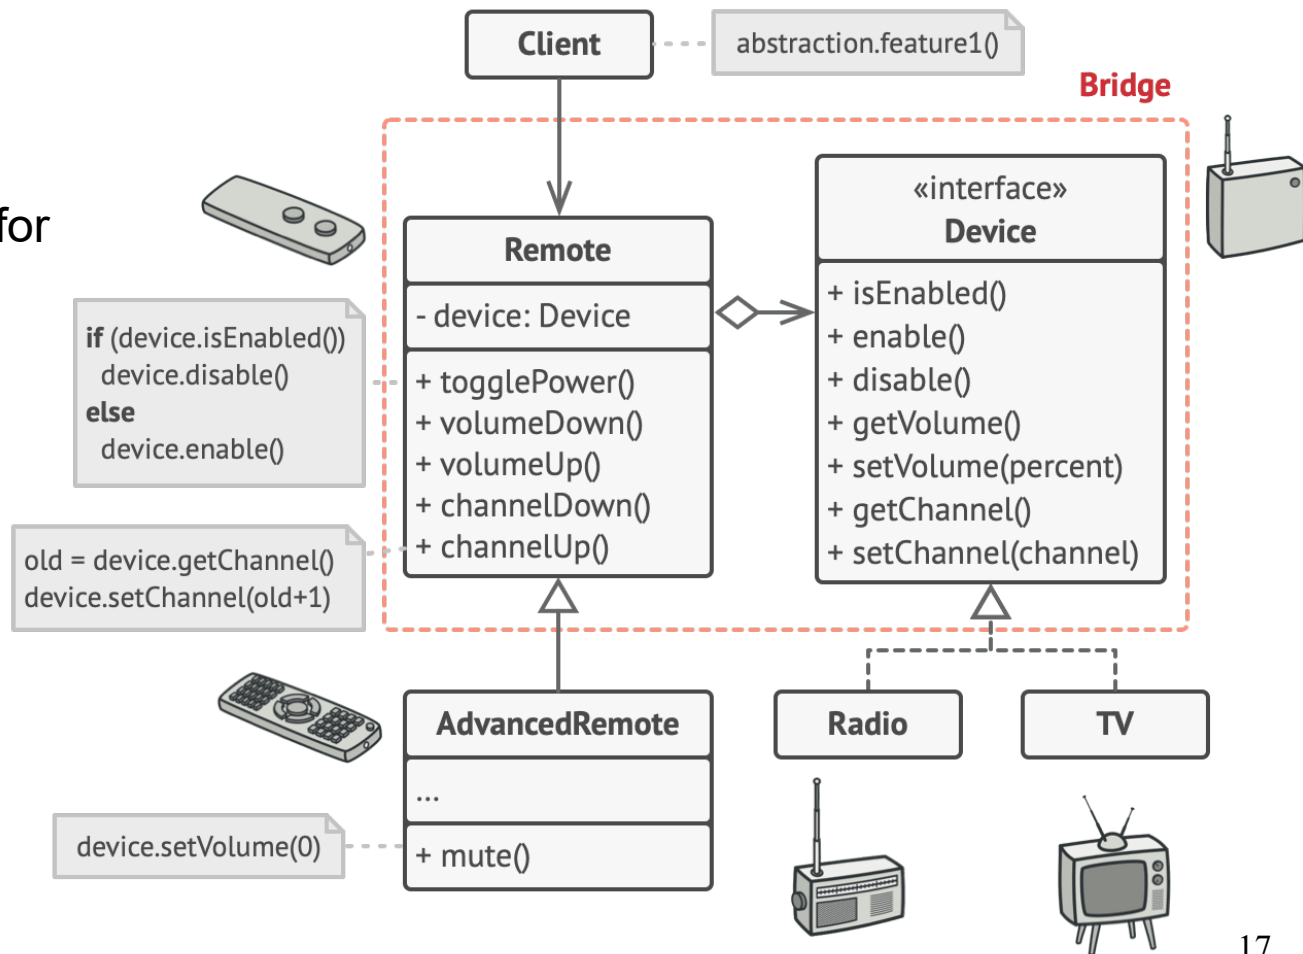 Client
abstraction.feature1()
Bridge
for
«interface»
Device
+ isEnabled()
+ enable()
+ disable()
+ getVolume()
+ setVolume(percent)
+ getChannel()
+ setChannel(channel)
Remote
- device: Device
+ togglePower()
+ volumeDown()
+ volumeUp()
+ channelDown()
+ channelUp()
if (device.isEnabled())
device.disable()
else
device.enable()
old = device.getChannel()
device.setChannel(old+1)
AdvancedRemote
...
+ mute()
device.setVolume(0)
Radio
TV
17